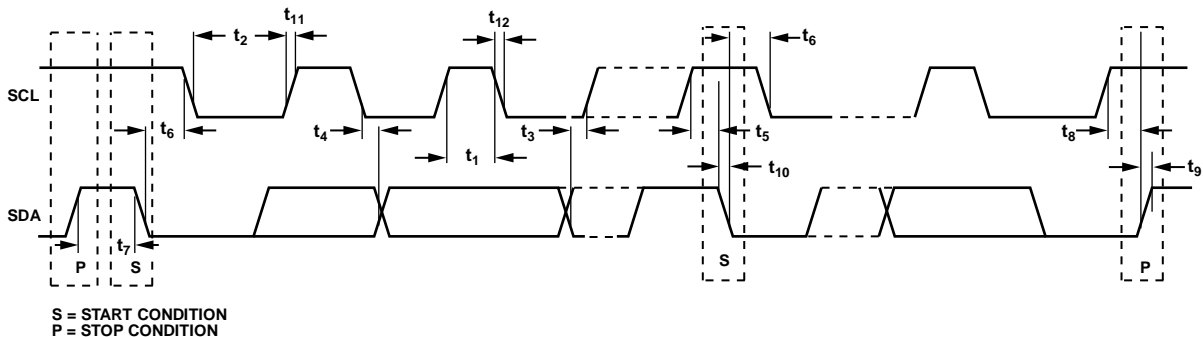 t11 t12
t2 t6
SCL
t6 t4 t3 t5 t8
t1 t10 t9
SDA
t7
P S S P
S = START CONDITION
P = STOP CONDITION